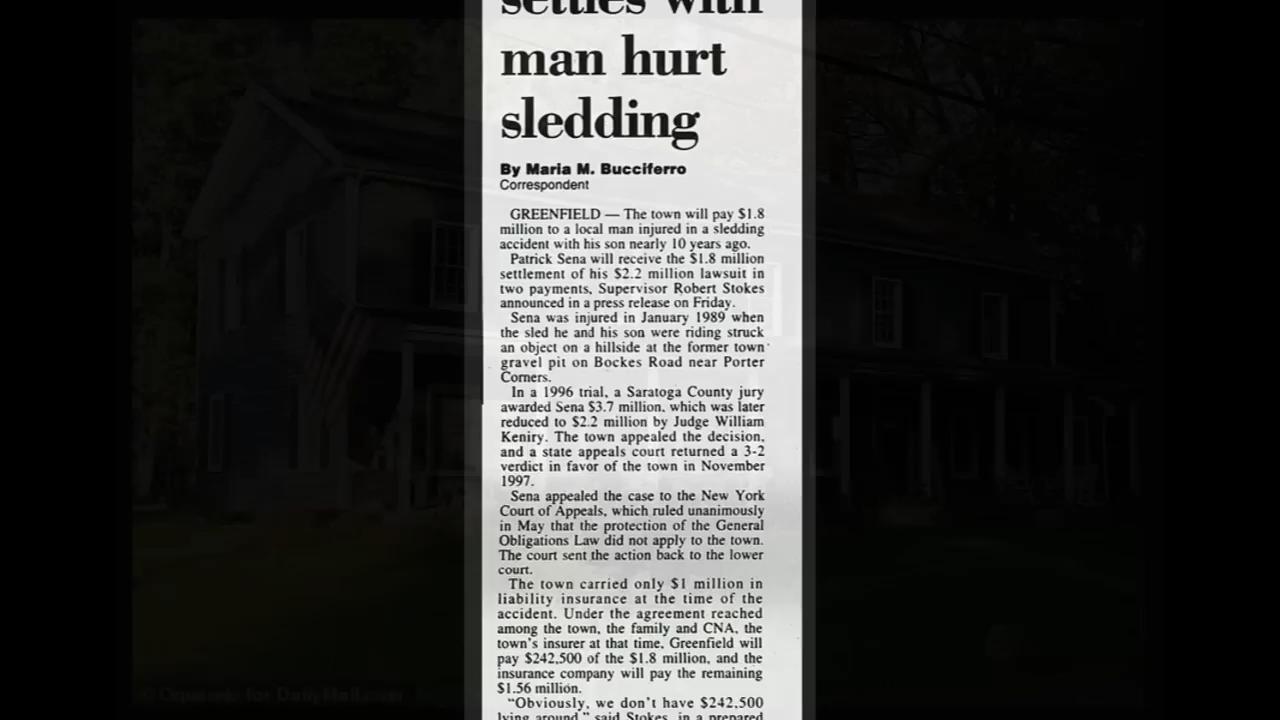 settles with
man hurt
sledding
By Maria M. Bucciferro
Correspondent
GREENFIELD — The town will pay $1.8
million to a local man injured in a sledding
accident with his son nearly 10 years ago.
Patrick Sena will receive the $1.8 million
settlement of his $2.2 million lawsuit in
two payments, Supervisor Robert Stokes
announced in a press release on Friday.
Sena was injured in January 1989 when
the sled he and his son were riding struck
an object on a hillside at the former town
gravel pit on Bockes Road near Porter
Corners.
In a 1996 trial, a Saratoga County jury
awarded Sena $3.7 million, which was later
reduced to $2.2 million by Judge William
Keniry. The town appealed the decision,
and a state appeals court returned a 3-2
verdict in favor of the town in November
1997.
Sena appealed the case to the New York
Court of Appeals, which ruled unanimously
in May that the protection of the General
Obligations Law did not apply to the town.
The court sent the action back to the lower
court.
The town carried only $1 million in
liability insurance at the time of the
accident. Under the agreement reached
among the town, the family and CNA, the
town's insurer at that time, Greenfield will
pay $242,500 of the $1.8 million, and the
insurance company will pay the remaining
$1.56 million.
"Obviously, we don't have $242,500
lying around," said Stokes, in a prepared